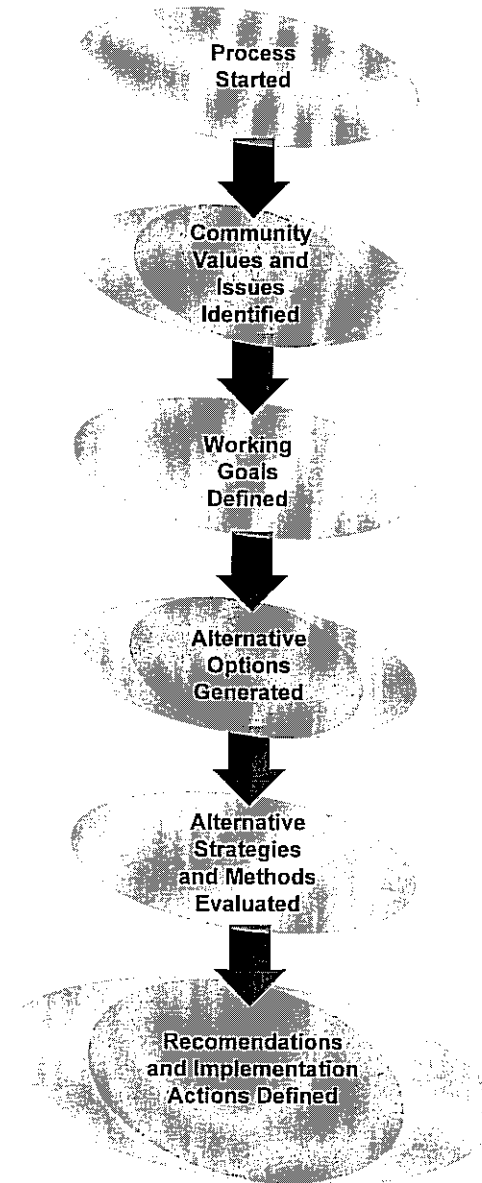 Process
Started
Community
Values and
Issues
Identified
Working
Goals
Defined
Alternative
Options
Generated
Alternative
Strategies
and Methods
Evaluated
Recomendations
and Implementation
Actions Defined